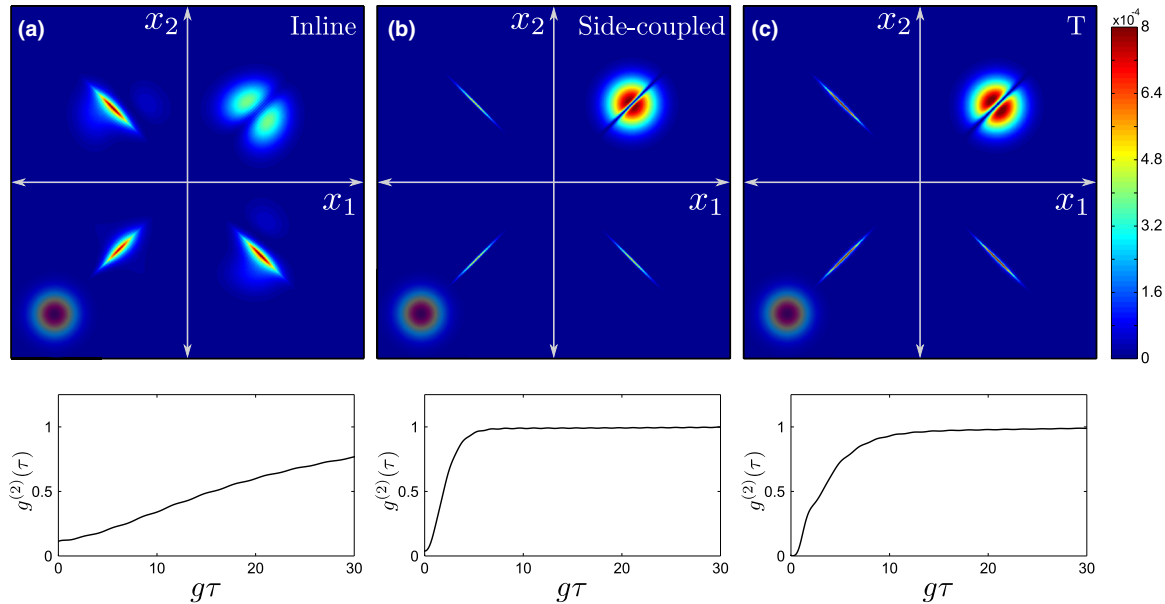 (a) x₂ Inline
x₁
(b) x₂ Side-coupled
x₁
(c) x₂ T
x₁
x10⁻⁴
8
6.4
4.8
3.2
1.6
0
g⁽²⁾(τ)
1
0.5
0
0 10 20 30
gτ
g⁽²⁾(τ)
1
0.5
0
0 10 20 30
gτ
g⁽²⁾(τ)
1
0.5
0
0 10 20 30
gτ